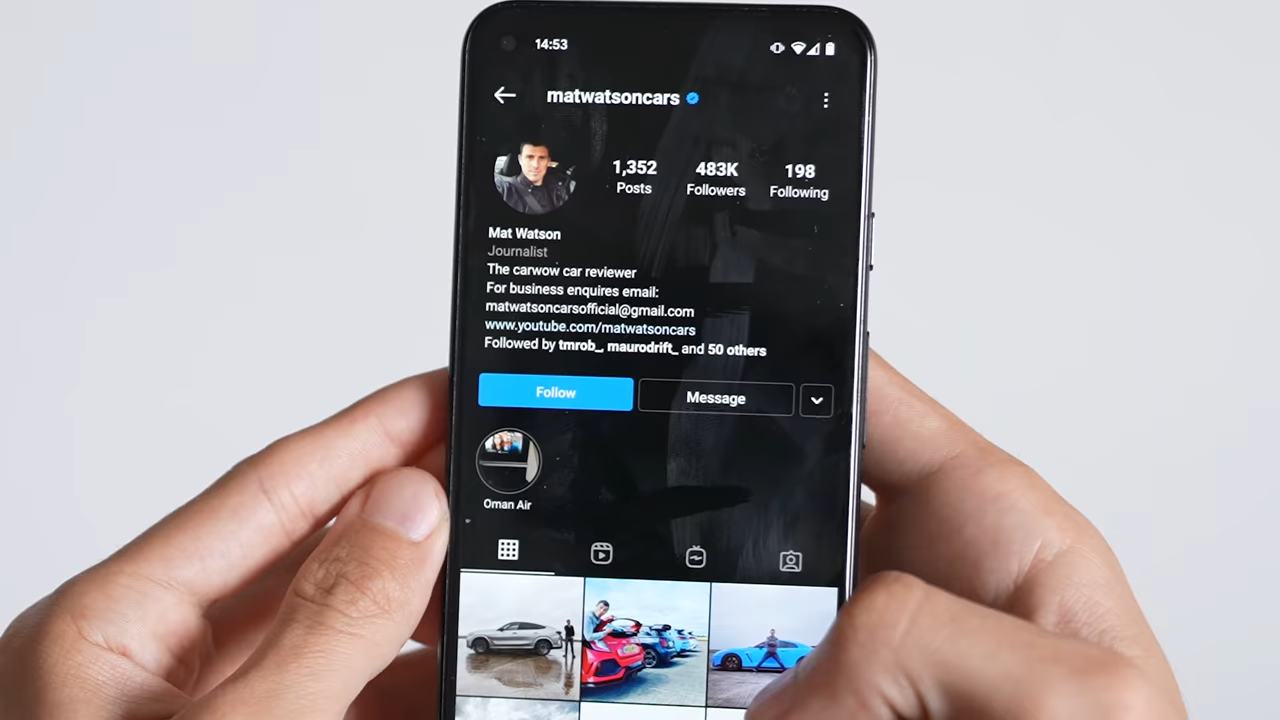 14:53
matwatsoncars
1,352 483K 198
Posts Followers Following
Mat Watson
Journalist
The carwow car reviewer
For business enquires email:
matwatsoncarsofficial@gmail.com
www.youtube.com/matwatsoncars
Followed by tmrob_, maurodrift_ and 50 others
Follow Message
Oman Air